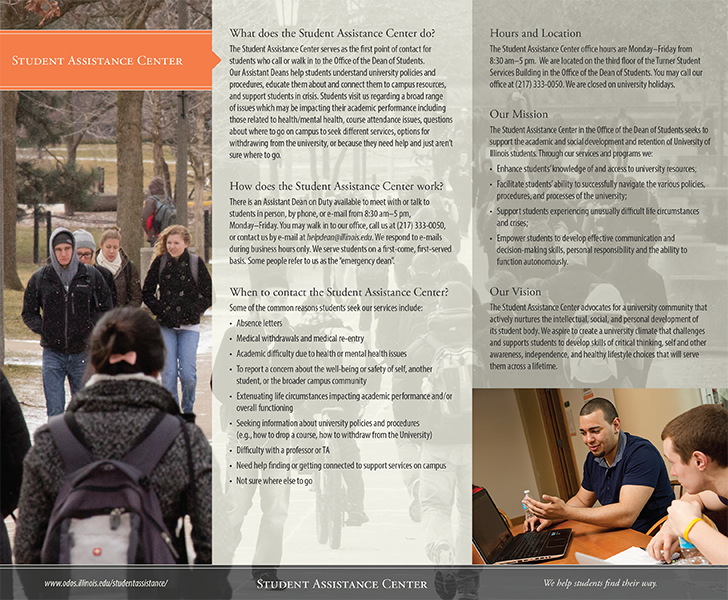 STUDENT ASSISTANCE CENTER
What does the Student Assistance Center do?
The Student Assistance Center serves as the first point of contact for
students who call or walk in to the Office of the Dean of Students.
Our Assistant Deans help students understand university policies and
procedures, educate them about and connect them to campus resources,
and support students in crisis. Students visit us regarding a broad range
of issues which may be impacting their academic performance including
those related to health/mental health, course attendance issues, questions
about where to go on campus to seek different services, options for
withdrawing from the university, or because they need help and just aren't
sure where to go.
How does the Student Assistance Center work?
There is an Assistant Dean on Duty available to meet with or talk to
students in person, by phone, or e-mail from 8:30 am–5 pm,
Monday–Friday. You may call us at (217) 333-0050,
or contact us by e-mail at helpdean@illinois.edu. We respond to e-mails
during business hours only. We serve students on a first-come, first-served
basis. Some people refer to us as the "emergency dean".
When to contact the Student Assistance Center?
Some of the common reasons students seek our services include:
• Absence letters
• Medical withdrawals and medical re-entry
• Academic difficulty due to health or mental health issues
• To report a concern about the well-being or safety of self, another
student, or the broader campus community
• Extenuating life circumstances impacting academic performance and/or
overall functioning
• Seeking information about university policies and procedures
(e.g., how to drop a course, how to withdraw from the University)
• Difficulty with a professor or TA
• Need help finding or getting connected to support services on campus
• Not sure where else to go
Hours and Location
The Student Assistance Center office hours are Monday–Friday from
8:30 am–5 pm. We are located on the third floor of the Turner Student
Services Building in the Office of the Dean of Students. You may call our
office at (217) 333-0050. We are closed on university holidays.
Our Mission
The Student Assistance Center in the Office of the Dean of Students seeks to
support the academic and social development and retention of University of
Illinois students. Through our services and programs we:
• Enhance students' knowledge of and access to university resources;
• Facilitate students' ability to successfully navigate the various policies,
procedures, and processes of the university;
• Support students experiencing unusually difficult life circumstances
and crises;
• Empower students to develop effective communication and
decision-making skills, personal responsibility and the ability to
function autonomously.
Our Vision
The Student Assistance Center advocates for a university community that
actively nurtures the intellectual, social, and personal development of
its student body. We aspire to create a university climate that challenges
and supports students to develop skills of critical thinking, self and other
awareness, independence, and healthy lifestyle choices that will serve
them across a lifetime.
www.odos.illinois.edu/studentassistance/
STUDENT ASSISTANCE CENTER
We help students find their way.